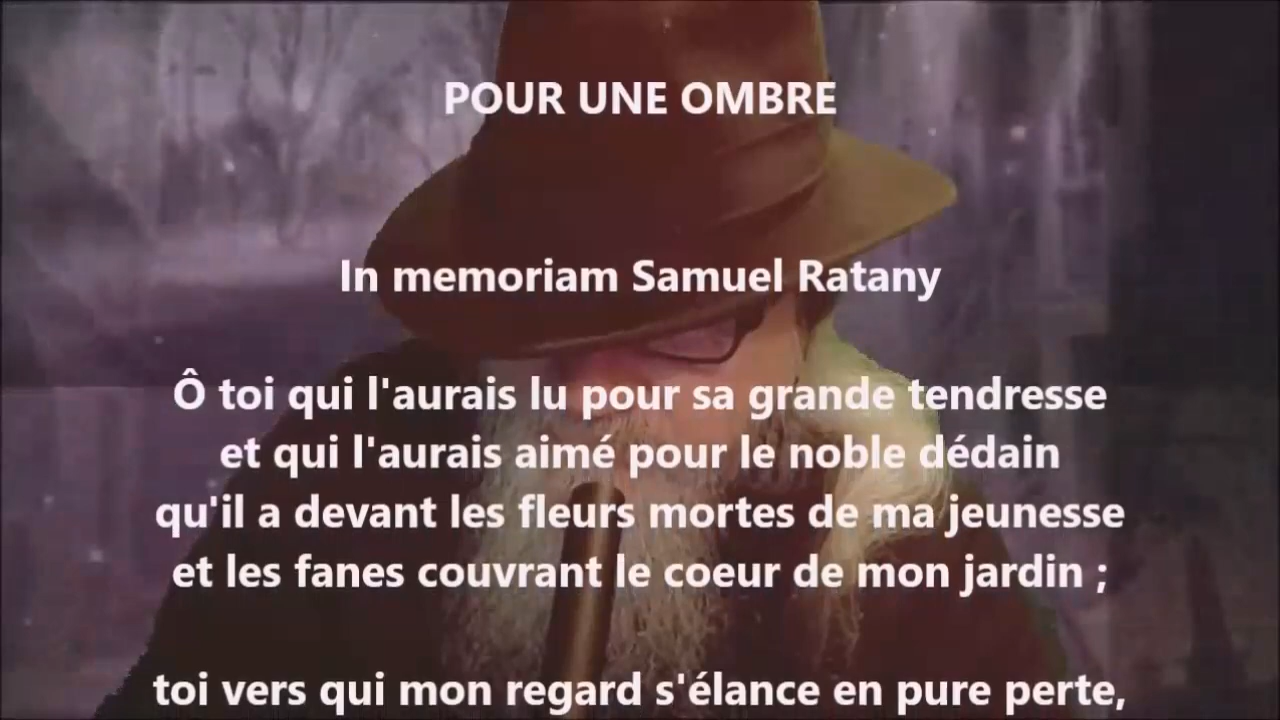 POUR UNE OMBRE
In memoriam Samuel Ratany
Ô toi qui l'aurais lu pour sa grande tendresse
et qui l'aurais aimé pour le noble dédain
qu'il a devant les fleurs mortes de ma jeunesse
et les fanes couvrant le coeur de mon jardin ;
toi vers qui mon regard s'élance en pure perte,